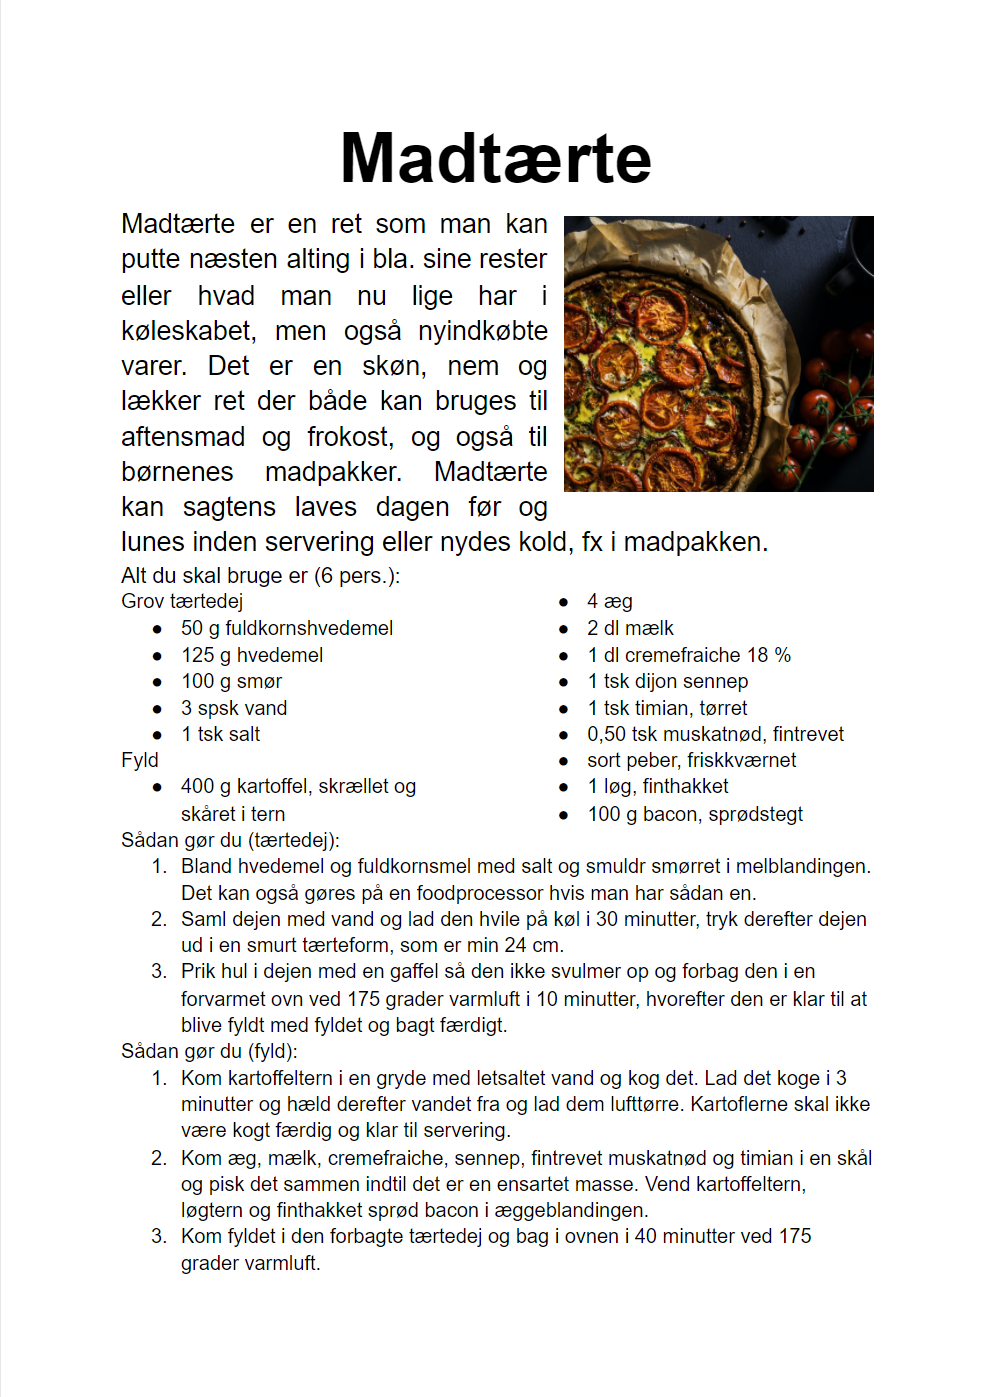 Madtærte
Madtærte er en ret som man kan
putte næsten alting i bla. sine rester
eller hvad man nu lige har i
køleskabet, men også nyindkøbte
varer. Det er en skøn, nem og
lækker ret der både kan bruges til
aftensmad og frokost, og også til
børnenes madpakker. Madtærte
kan sagtens laves dagen før og
lunes inden servering eller nydes kold, fx i madpakken.
Alt du skal bruge er (6 pers.):
Grov tærtedej
● 50 g fuldkornshvedemel
● 125 g hvedemel
● 100 g smør
● 3 spsk vand
● 1 tsk salt
Fyld
● 400 g kartoffel, skrællet og
skåret i tern
● 4 æg
● 2 dl mælk
● 1 dl cremefraiche 18 %
● 1 tsk dijon sennep
● 1 tsk timian, tørret
● 0,50 tsk muskatnød, fintrevet
● sort peber, friskkværnet
● 1 løg, finthakket
● 100 g bacon, sprødstegt
Sådan gør du (tærtedej):
1. Bland hvedemel og fuldkornsmel med salt og smuldr smørret i melblandingen.
Det kan også gøres på en foodprocessor hvis man har sådan en.
2. Saml dejen med vand og lad den hvile på køl i 30 minutter, tryk derefter dejen
ud i en smurt tærteform, som er min 24 cm.
3. Prik hul i dejen med en gaffel så den ikke svulmer op og forbag den i en
forvarmet ovn ved 175 grader varmluft i 10 minutter, hvorefter den er klar til at
blive fyldt med fyldet og bagt færdigt.
Sådan gør du (fyld):
1. Kom kartoffeltern i en gryde med letsaltet vand og kog det. Lad det koge i 3
minutter og hæld derefter vandet fra og lad dem lufttørre. Kartoflerne skal ikke
være kogt færdig og klar til servering.
2. Kom æg, mælk, cremefraiche, sennep, fintrevet muskatnød og timian i en skål
og pisk det sammen indtil det er en ensartet masse. Vend kartoffeltern,
løgtern og finthakket sprød bacon i æggeblandingen.
3. Kom fyldet i den forbagte tærtedej og bag i ovnen i 40 minutter ved 175
grader varmluft.